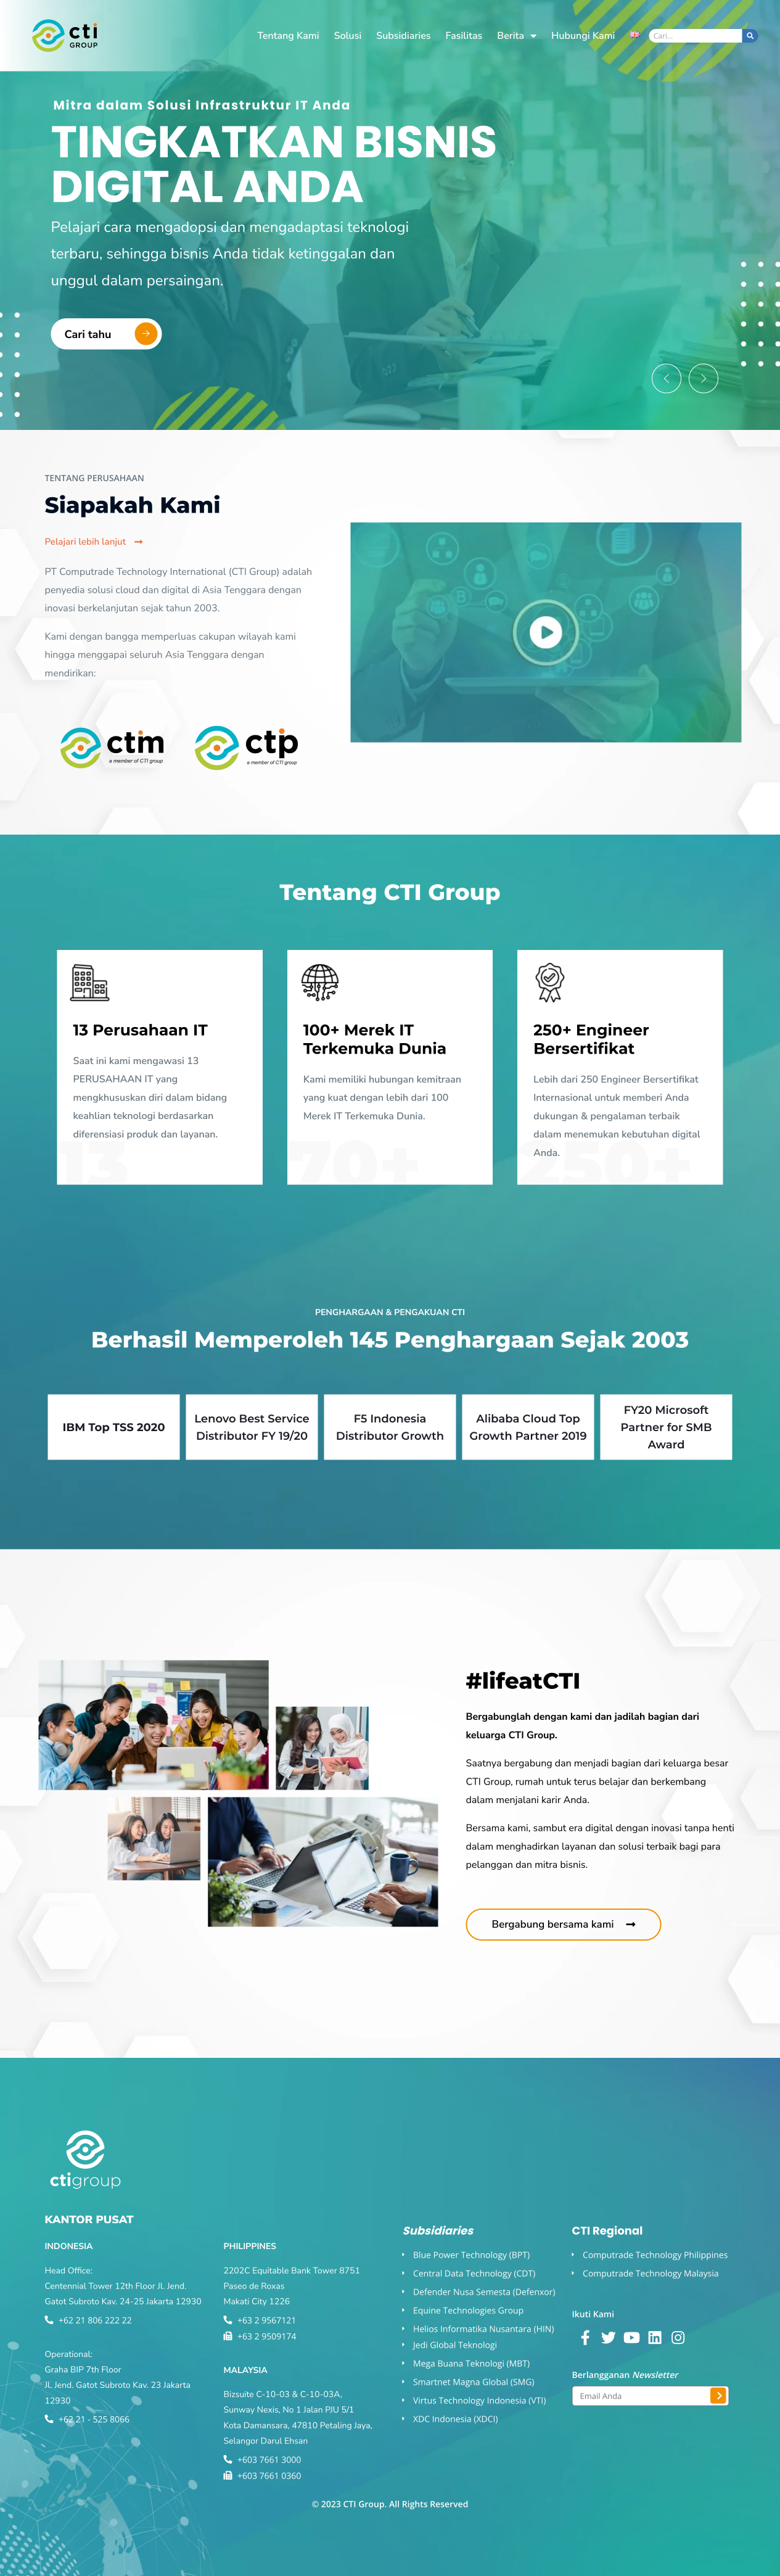 cti
GROUP
Tentang Kami
Solusi
Subsidiaries
Fasilitas
Berita
Hubungi Kami
Cari...
Mitra dalam Solusi Infrastruktur IT Anda
TINGKATKAN BISNIS
DIGITAL ANDA
Pelajari cara mengadopsi dan mengadaptasi teknologi
terbaru, sehingga bisnis Anda tidak ketinggalan dan
unggul dalam persaingan.
Cari tahu
TENTANG PERUSAHAAN
Siapakah Kami
Pelajari lebih lanjut
PT Computrade Technology International (CTI Group) adalah
penyedia solusi cloud dan digital di Asia Tenggara dengan
inovasi berkelanjutan sejak tahun 2003.
Kami dengan bangga memperluas cakupan wilayah kami
hingga menggapai seluruh Asia Tenggara dengan
mendirikan:
ctm
a member of CTI group
ctp
a member of CTI group
Tentang CTI Group
13 Perusahaan IT
Saat ini kami mengawasi 13
PERUSAHAAN IT yang
mengkhususkan diri dalam bidang
keahlian teknologi berdasarkan
diferensiasi produk dan layanan.
13
100+ Merek IT
Terkemuka Dunia
Kami memiliki hubungan kemitraan
yang kuat dengan lebih dari 100
Merek IT Terkemuka Dunia.
70+
250+ Engineer
Bersertifikat
Lebih dari 250 Engineer Bersertifikat
Internasional untuk memberi Anda
dukungan & pengalaman terbaik
dalam menemukan kebutuhan digital
Anda.
250+
PENGHARGAAN & PENGAKUAN CTI
Berhasil Memperoleh 145 Penghargaan Sejak 2003
IBM Top TSS 2020
Lenovo Best Service
Distributor FY 19/20
F5 Indonesia
Distributor Growth
Alibaba Cloud Top
Growth Partner 2019
FY20 Microsoft
Partner for SMB
Award
#lifeatCTI
Bergabunglah dengan kami dan jadilah bagian dari
keluarga CTI Group.
Saatnya bergabung dan menjadi bagian dari keluarga besar
CTI Group, rumah untuk terus belajar dan berkembang
dalam menjalani karir Anda.
Bersama kami, sambut era digital dengan inovasi tanpa henti
dalam menghadirkan layanan dan solusi terbaik bagi para
pelanggan dan mitra bisnis.
Bergabung bersama kami
ctigroup
KANTOR PUSAT
INDONESIA
Head Office:
Centennial Tower 12th Floor Jl. Jend.
Gatot Subroto Kav. 24-25 Jakarta 12930
+62 21 806 222 22
Operational:
Graha BIP 7th Floor
Jl. Jend. Gatot Subroto Kav. 23 Jakarta
12930
+62 21 - 525 8066
PHILIPPINES
2202C Equitable Bank Tower 8751
Paseo de Roxas
Makati City 1226
+63 2 9567121
+63 2 9509174
MALAYSIA
Bizsuite C-10-03 & C-10-03A,
Sunway Nexis, No 1 Jalan PJU 5/1
Kota Damansara, 47810 Petaling Jaya,
Selangor Darul Ehsan
+603 7661 3000
+603 7661 0360
Subsidiaries
Blue Power Technology (BPT)
Central Data Technology (CDT)
Defender Nusa Semesta (Defenxor)
Equine Technologies Group
Helios Informatika Nusantara (HIN)
Jedi Global Teknologi
Mega Buana Teknologi (MBT)
Smartnet Magna Global (SMG)
Virtus Technology Indonesia (VTI)
XDC Indonesia (XDCI)
CTI Regional
Computrade Technology Philippines
Computrade Technology Malaysia
Ikuti Kami
Berlangganan Newsletter
Email Anda
© 2023 CTI Group. All Rights Reserved